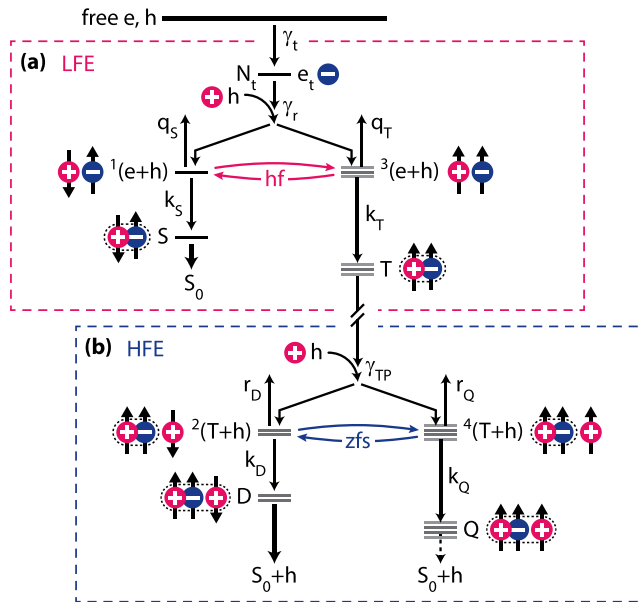 free e, h
γt
(a) LFE
Nt et −
+ h γr
qS qT
+ − 1(e+h) hf 3(e+h) + −
kS kT
+ − S
T + −
S0
(b) HFE
+ h γTP
rD rQ
+ − + 2(T+h) zfs 4(T+h) + − +
kD kQ
+ − + D
Q + − +
S0+h S0+h